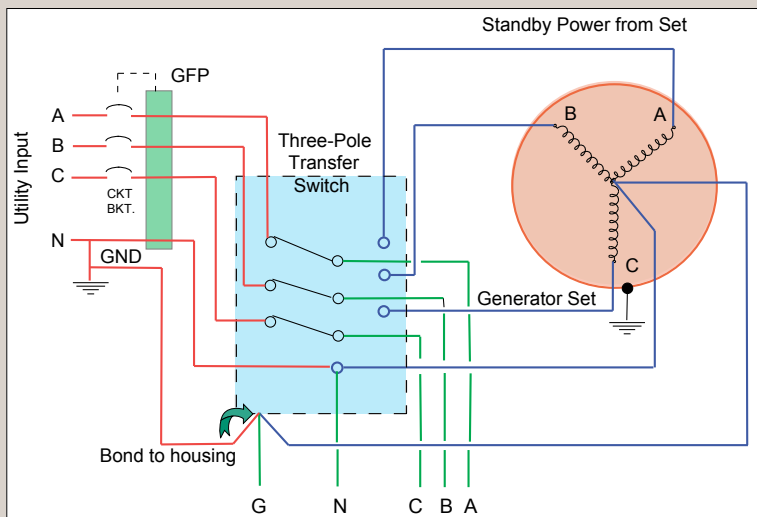 Standby Power from Set
GFP
A
B
C
N
Utility Input
CKT
BKT.
GND
Three-Pole
Transfer
Switch
B
A
C
Generator Set
Bond to housing
G
N
C
B
A